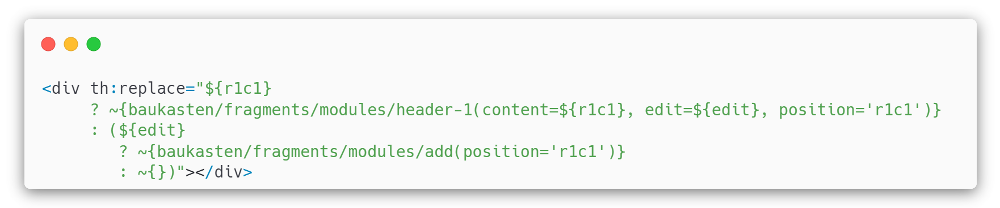 <div th:replace="${r1c1}
? ~{baukasten/fragments/modules/header-1(content=${r1c1}, edit=${edit}, position='r1c1')}
: (${edit}
? ~{baukasten/fragments/modules/add(position='r1c1')}
: ~{})"></div>